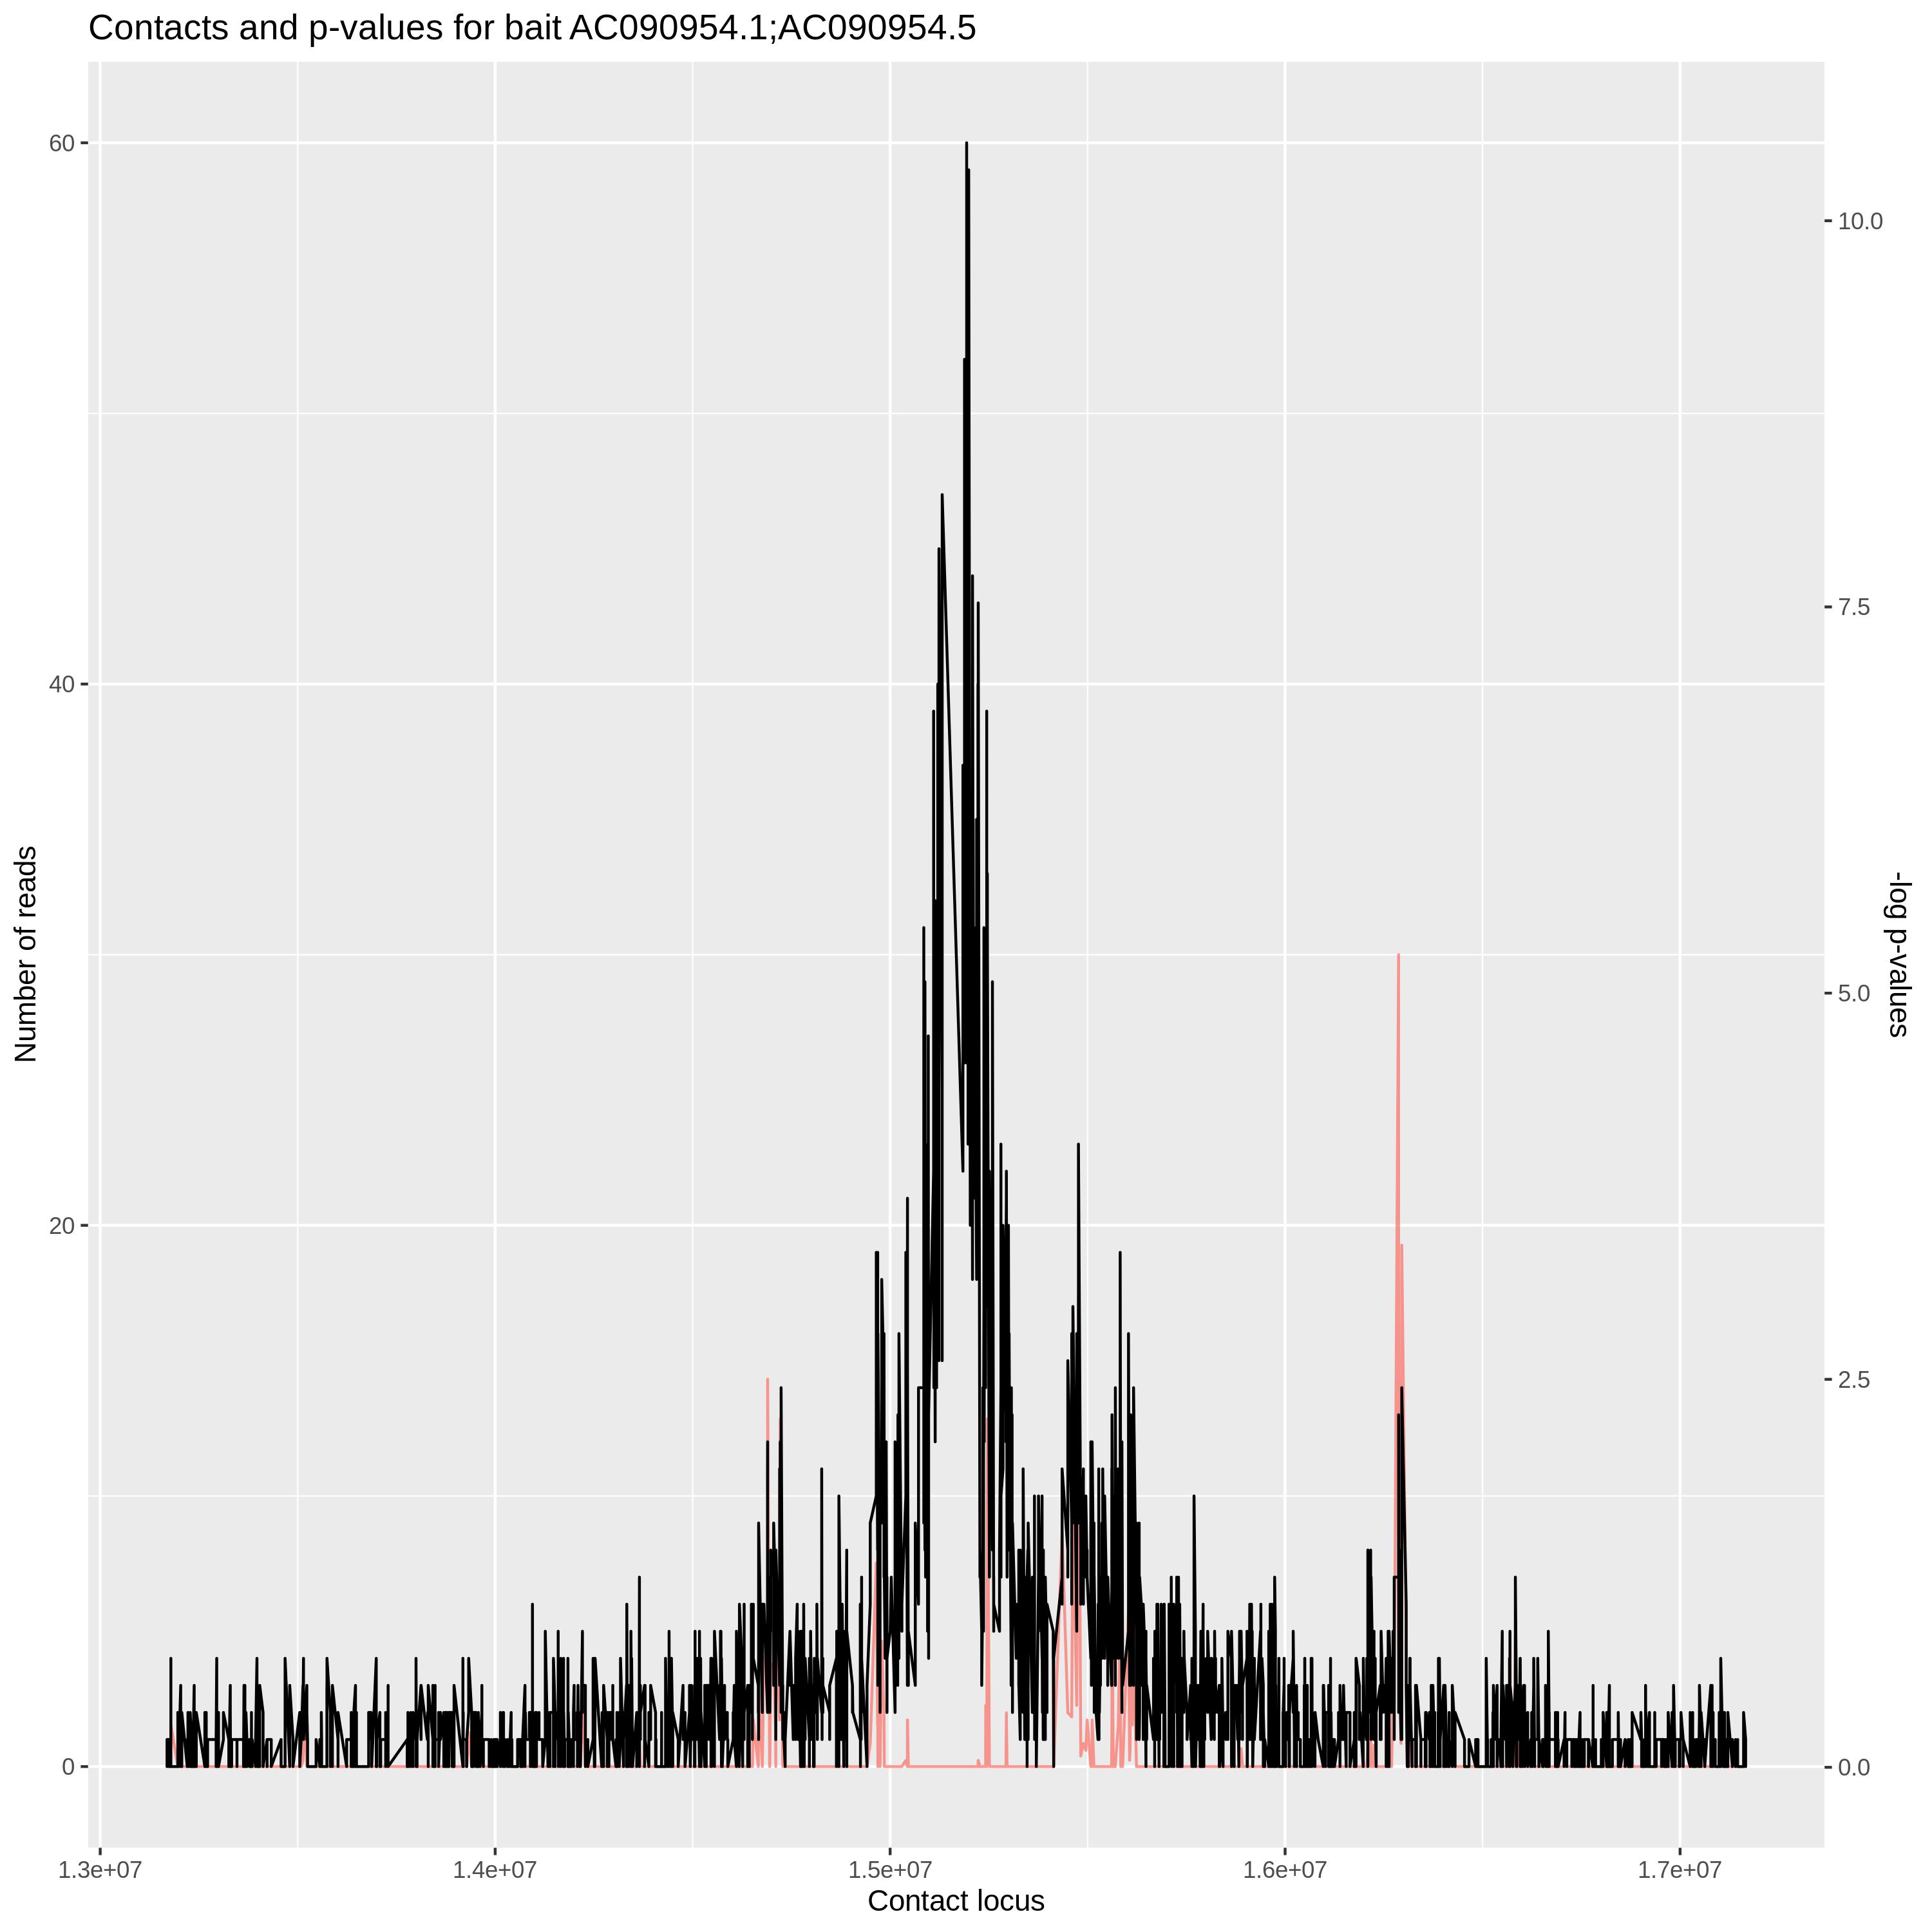 Contacts and p-values for bait AC090954.1;AC090954.5
60
40
20
0
Number of reads
10.0
7.5
5.0
2.5
0.0
-log p-values
1.3e+07
1.4e+07
1.5e+07
1.6e+07
1.7e+07
Contact locus